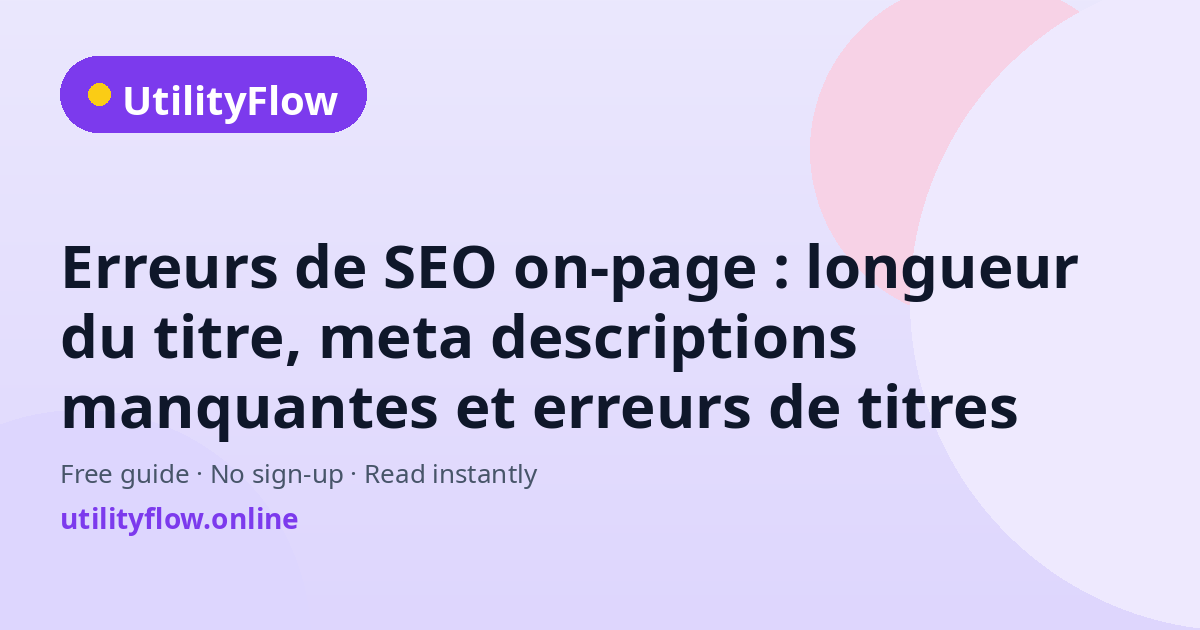 UtilityFlow
Erreurs de SEO on-page : longueur
du titre, meta descriptions
manquantes et erreurs de titres
Free guide · No sign-up · Read instantly
utilityflow.online